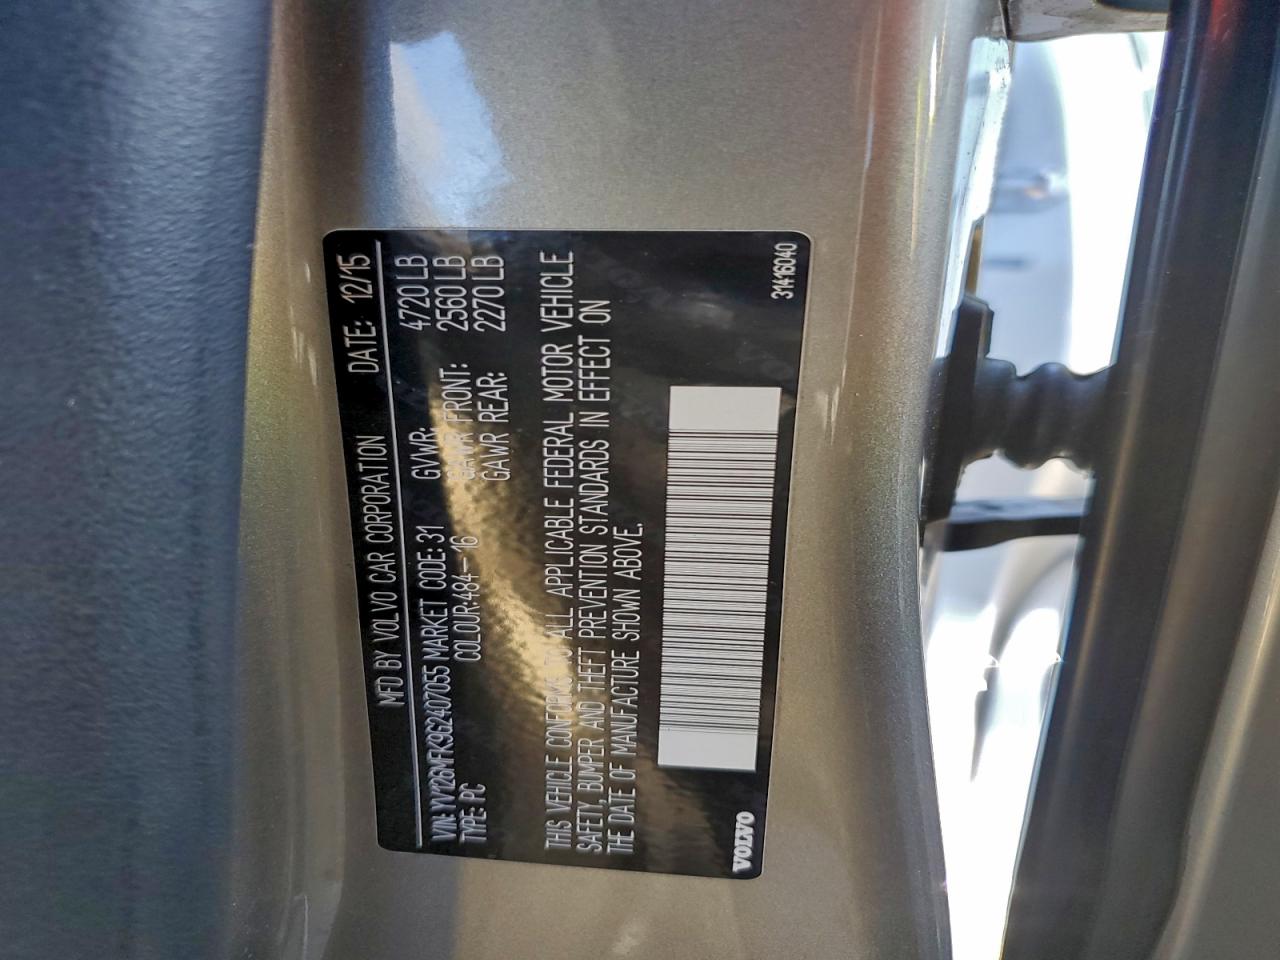 MFD BY VOLVO CAR CORPORATION DATE: 12/15
VIN: YV126MFK9G2407055 MARKET CODE: 31 GVWR: 4720 LB
TYPE: PC COLOUR: 484-16 GAWR FRONT: 2560 LB
GAWR REAR: 2270 LB
THIS VEHICLE CONFORMS TO ALL APPLICABLE FEDERAL MOTOR VEHICLE
SAFETY, BUMPER AND THEFT PREVENTION STANDARDS IN EFFECT ON
THE DATE OF MANUFACTURE SHOWN ABOVE.
VOLVO 31416040